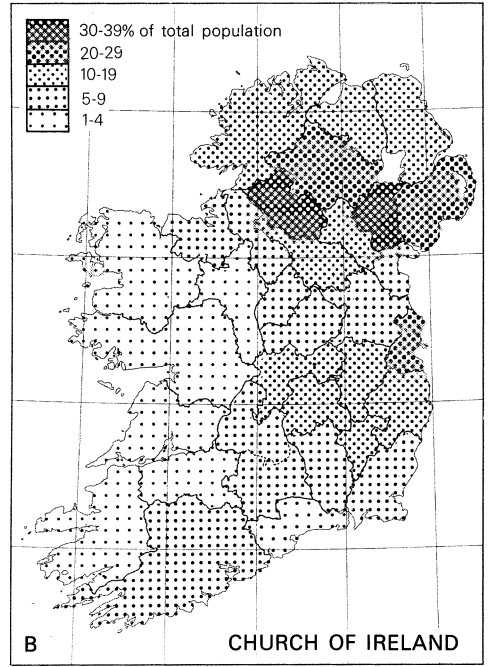 30-39% of total population
20-29
10-19
5-9
1-4
B
CHURCH OF IRELAND